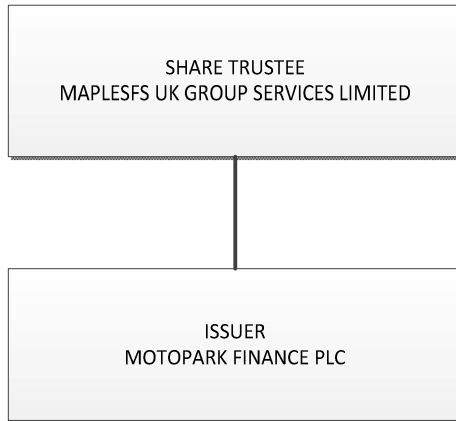 SHARE TRUSTEE
MAPLESFS UK GROUP SERVICES LIMITED
ISSUER
MOTOPARK FINANCE PLC